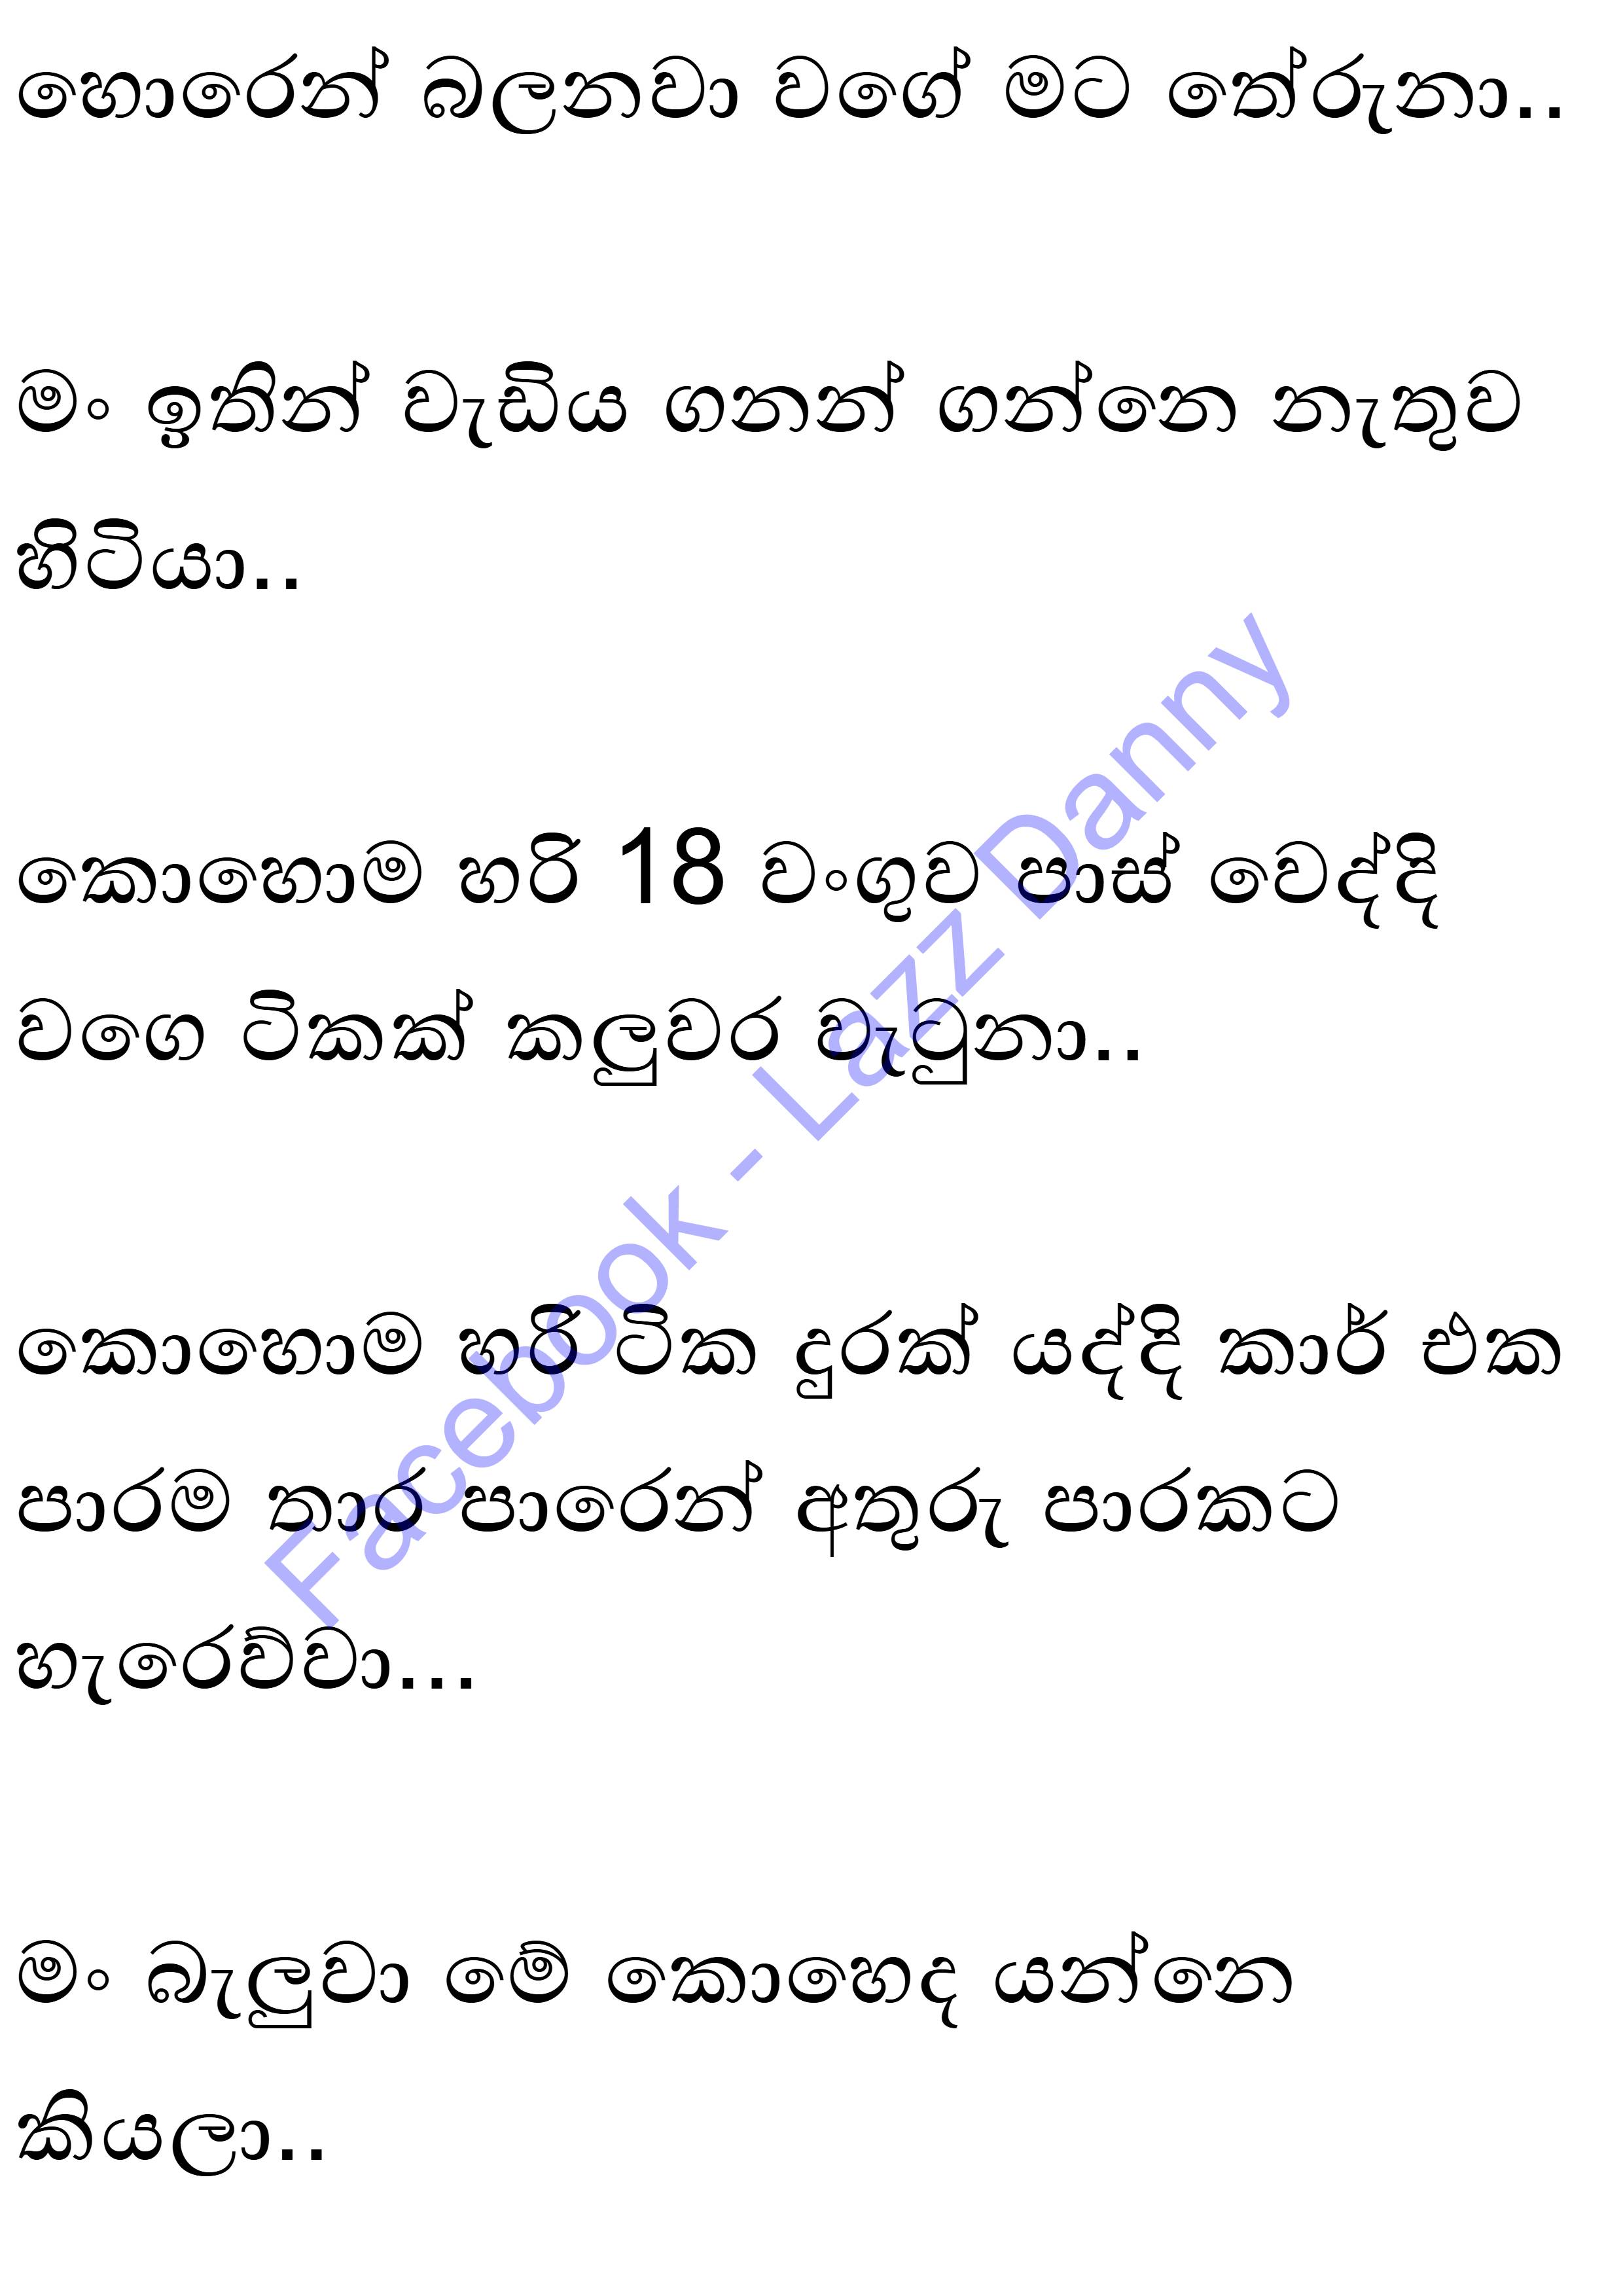 හොරෙන් බලනවා වගේ මට තේරුනා..
මං ඉතින් වැඩිය ගනන් ගන්නෙ නැතුව
හිටියා..
කොහොම හරි 18 වංගුව පාස් වෙද්දි
වගෙ ටිකක් කලුවර වැටුනා..
කොහොම හරි ටික දුරක් යද්දි කාර් එක
පාරම තාර පාරෙන් අතුරු පාරකට
හැරෙව්වා...
මං බැලුවා මේ කොහෙද යන්නෙ
කියලා..
Facebook - Lazz Danny